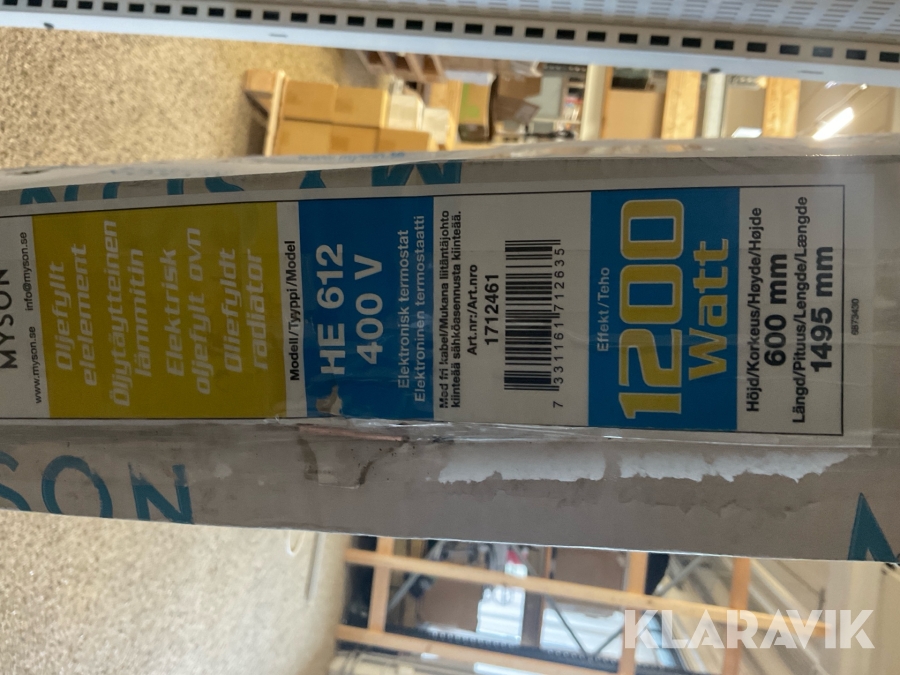 MYSON
www.myson.se info@myson.se
Oljefyllt
element
Öljytäytteinen
lämmitin
Elektrisk
oljefylt ovn
Oliefyldt
radiator
Modell/Tyyppi/Model
HE 612
400 V
Elektronisk termostat
Elektroninen termostaatti
Med fri kabel/Mukana liitäntäjohto
kiinteää sähköasennusta kiinteää.
Art.nr/Art.nro
1712461
7 331161 712635
Effekt/Teho
1200
Watt
Höjd/Korkeus/Høyde/Højde
600 mm
Längd/Pituus/Lengde/Længde
1495 mm
MYSON
SON
KLARAVIK